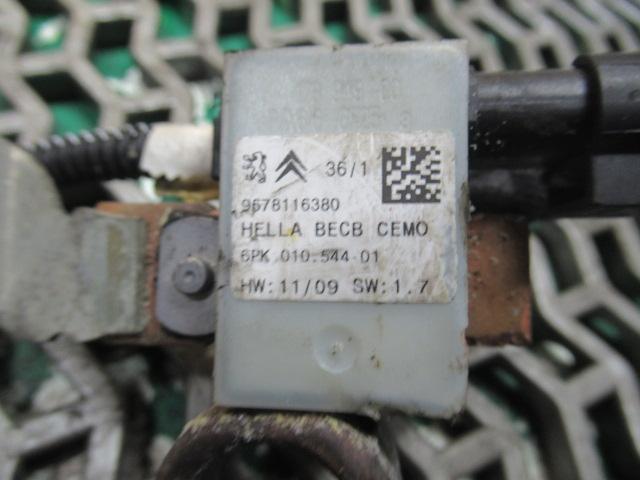 36/1
9678116380
HELLA BECB CEMO
6PK 010.544-01
HW: 11/09 SW: 1.7